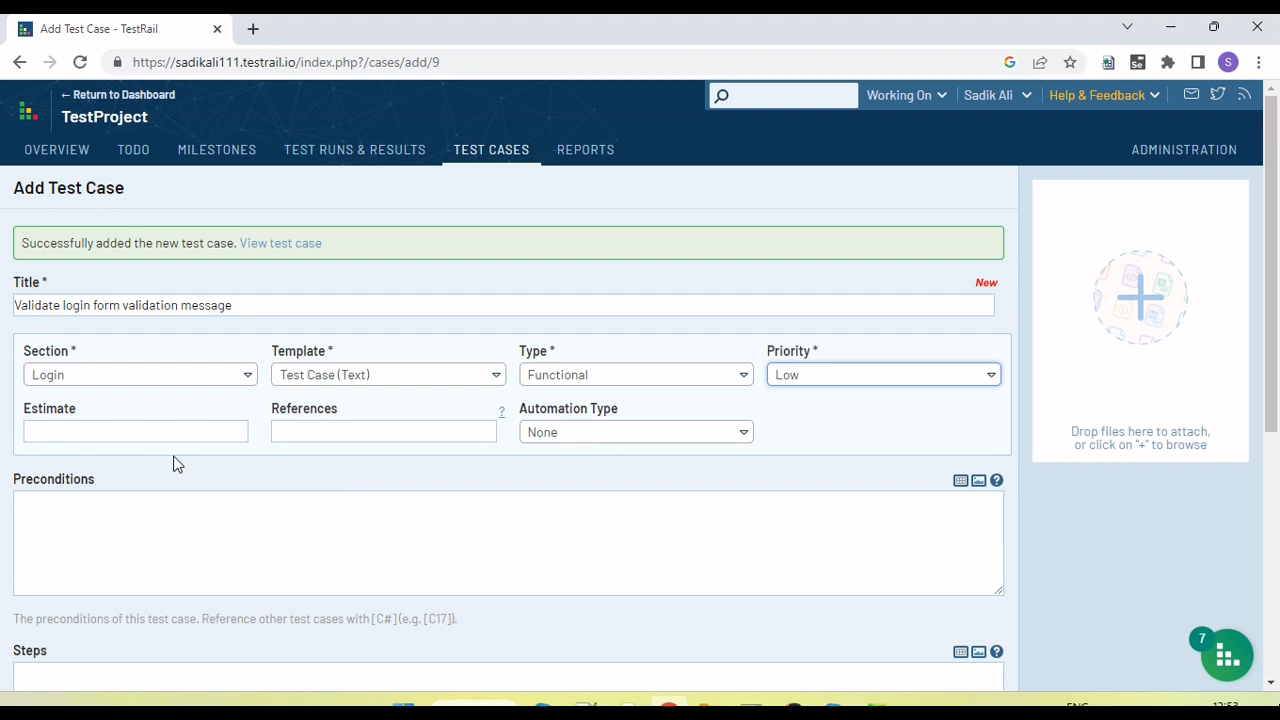 Add Test Case - TestRail
https://sadikali111.testrail.io/index.php?/cases/add/9
Se
S
← Return to Dashboard
TestProject
Working On
Sadik Ali
Help & Feedback
OVERVIEW
TODO
MILESTONES
TEST RUNS & RESULTS
TEST CASES
REPORTS
ADMINISTRATION
Add Test Case
Successfully added the new test case. View test case
Title *
New
Validate login form validation message
Section *
Template *
Type *
Priority *
Login
Test Case (Text)
Functional
Low
Estimate
References
?
Automation Type
None
Drop files here to attach,
or click on "+" to browse
Preconditions
?
The preconditions of this test case. Reference other test cases with [C#] (e.g. [C17]).
Steps
?
7
ENG
12:53